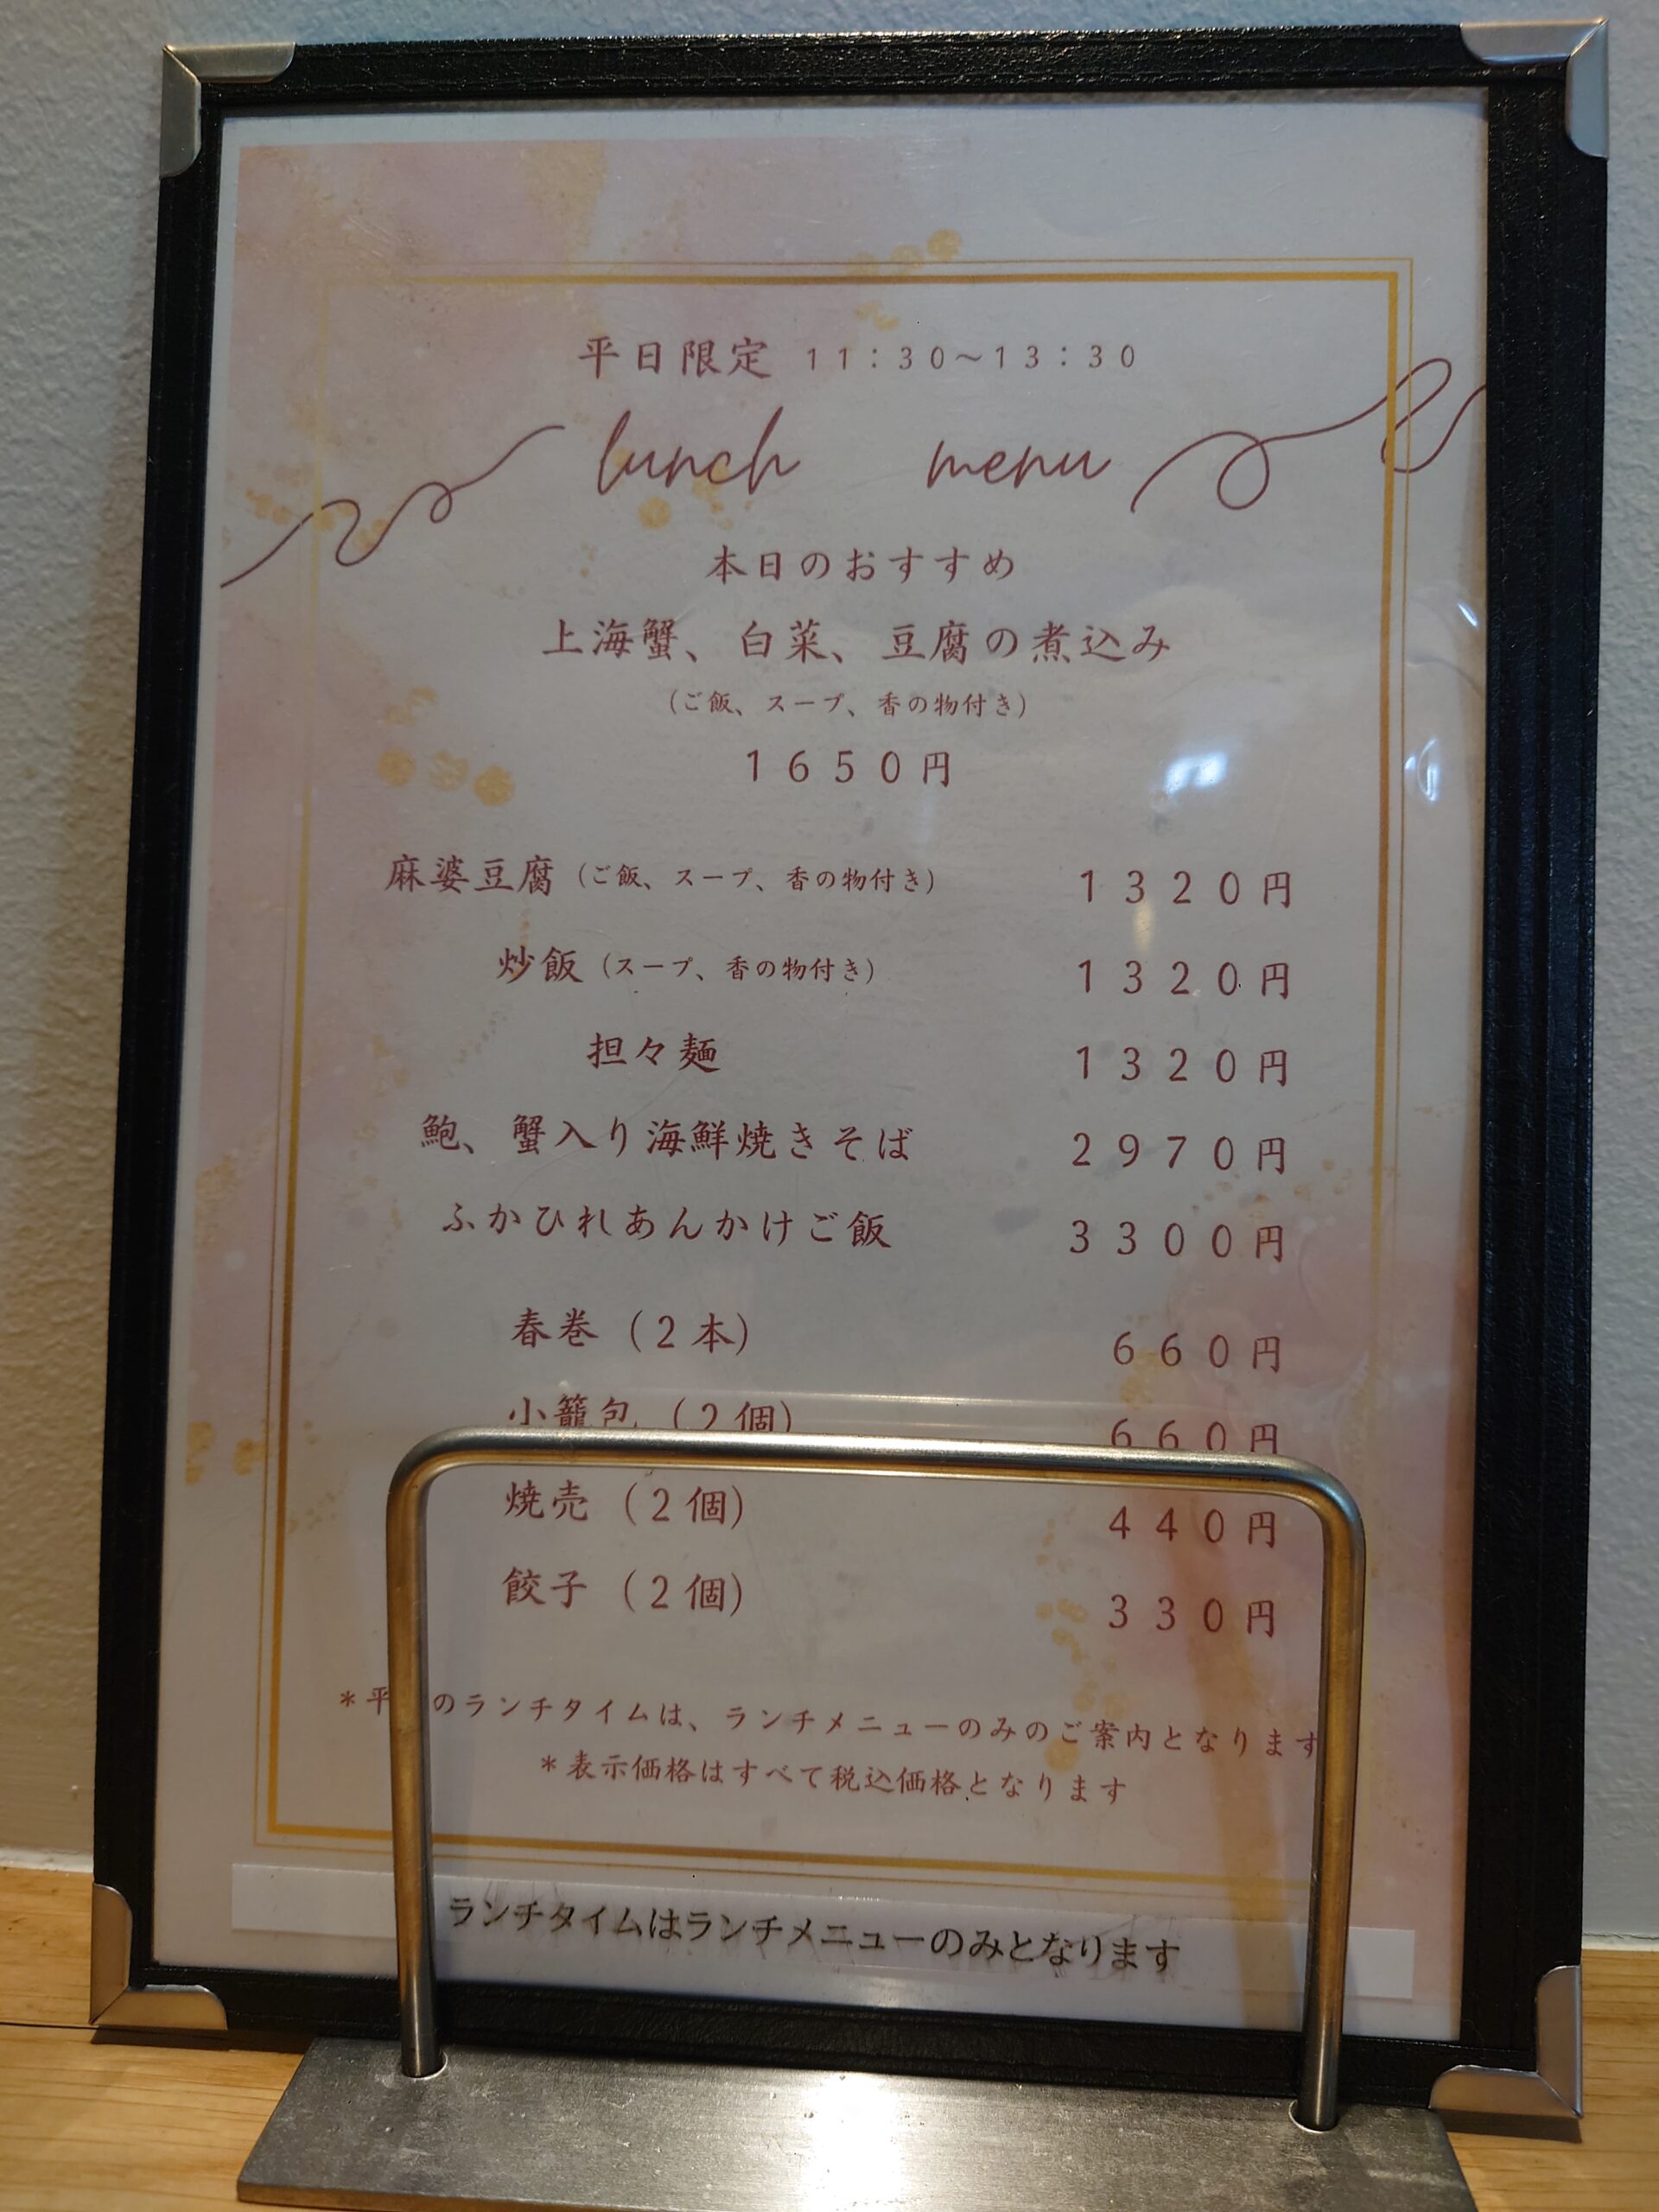 平日限定 11:30〜13:30
lunch menu
本日のおすすめ
上海蟹、白菜、豆腐の煮込み
(ご飯、スープ、香の物付き)
1650円
麻婆豆腐(ご飯、スープ、香の物付き) 1320円
炒飯(スープ、香の物付き) 1320円
担々麺 1320円
鮑、蟹入り海鮮焼きそば 2970円
ふかひれあんかけご飯 3300円
春巻(2本) 660円
小籠包(2個) 660円
焼売(2個) 440円
餃子(2個) 330円
*平 のランチタイムは、ランチメニューのみのご案内となります
*表示価格はすべて税込価格となります
ランチタイムはランチメニューのみとなります